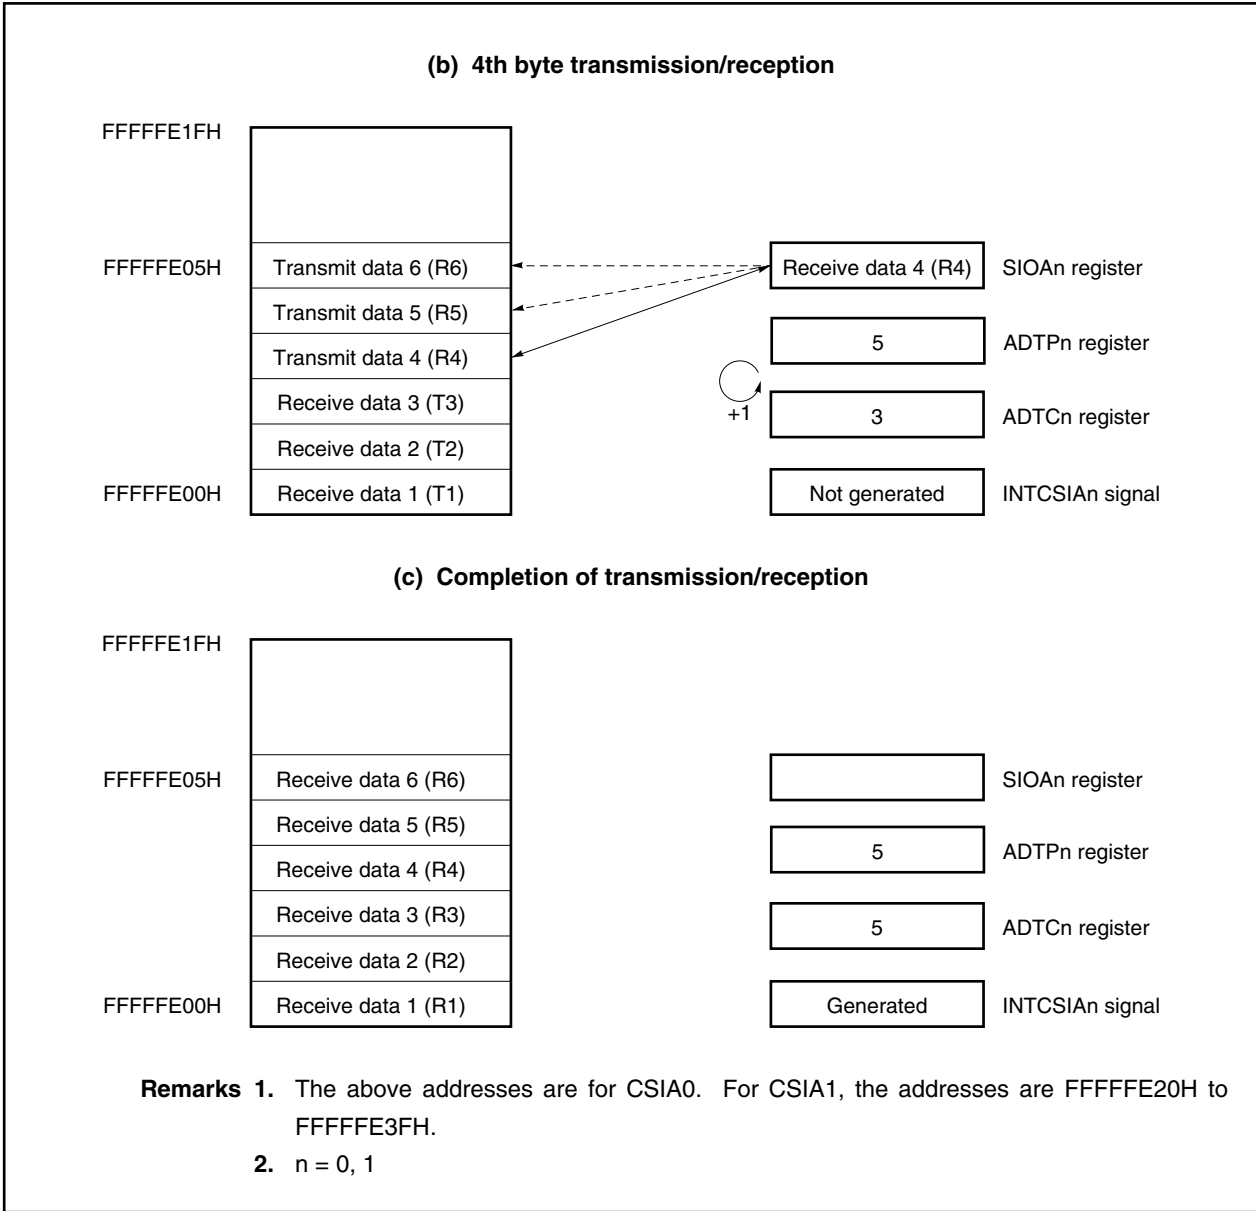 (b) 4th byte transmission/reception
FFFFFE1FH
FFFFFE05H Transmit data 6 (R6) Receive data 4 (R4) SIOAn register
Transmit data 5 (R5)
5 ADTPn register
Transmit data 4 (R4)
Receive data 3 (T3)
+1 3 ADTCn register
Receive data 2 (T2)
FFFFFE00H Receive data 1 (T1) Not generated INTCSIAn signal
(c) Completion of transmission/reception
FFFFFE1FH
FFFFFE05H Receive data 6 (R6) SIOAn register
Receive data 5 (R5)
5 ADTPn register
Receive data 4 (R4)
Receive data 3 (R3)
5 ADTCn register
Receive data 2 (R2)
FFFFFE00H Receive data 1 (R1) Generated INTCSIAn signal
Remarks 1. The above addresses are for CSIA0. For CSIA1, the addresses are FFFFFE20H to
FFFFFE3FH.
2. n = 0, 1